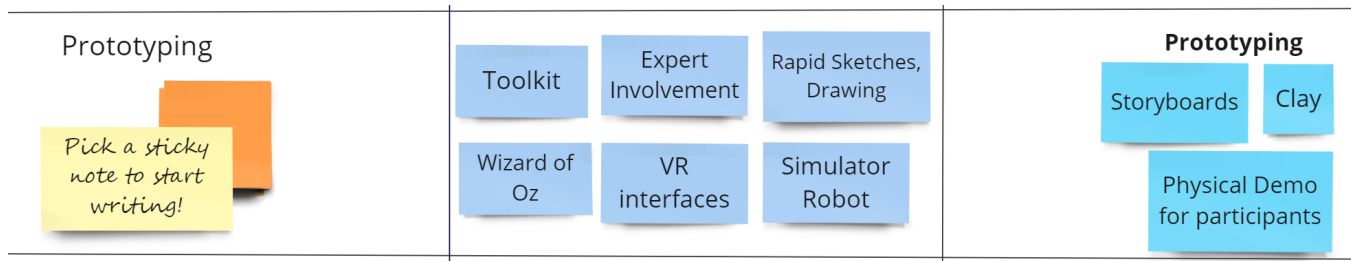 Prototyping
Pick a sticky
note to start
writing!
Toolkit
Expert
Involvement
Rapid Sketches,
Drawing
Wizard of
Oz
VR
interfaces
Simulator
Robot
Prototyping
Storyboards
Clay
Physical Demo
for participants